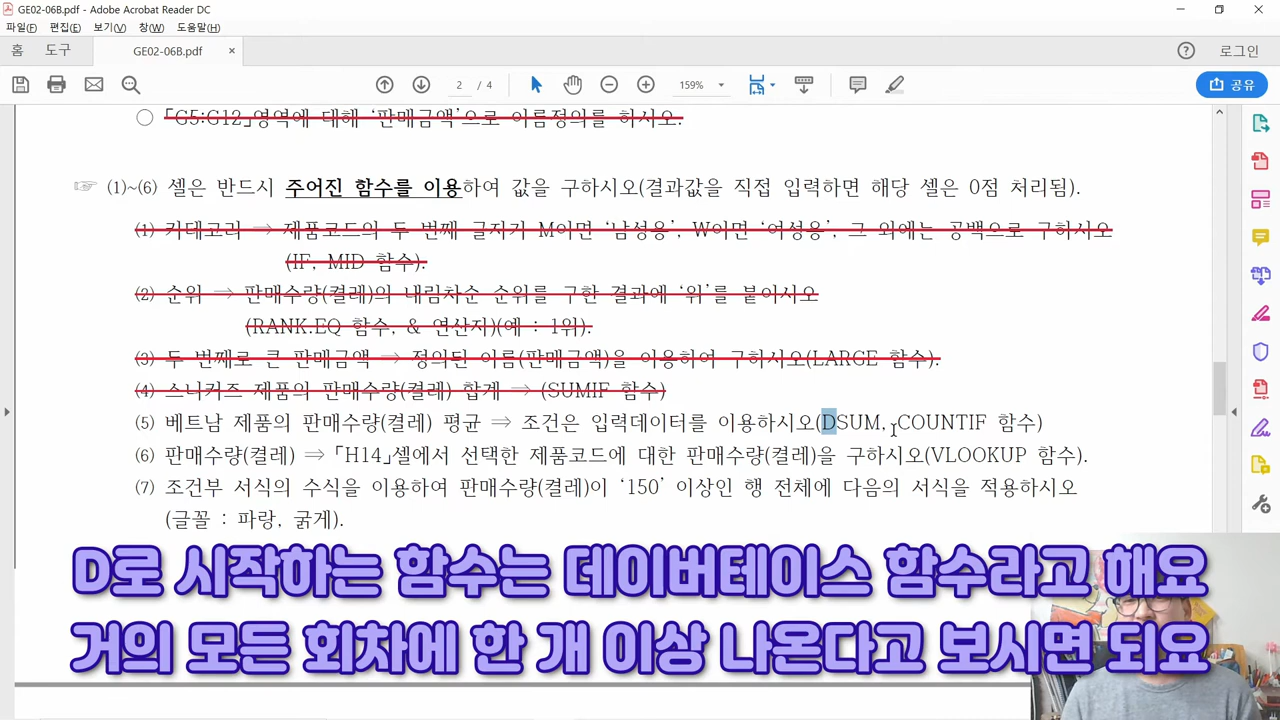 GE02-06B.pdf - Adobe Acrobat Reader DC
파일(F) 편집(E) 보기(V) 창(W) 도움말(H)
홈 도구 GE02-06B.pdf × 로그인
2 / 4 159% 공유
○ 「G5:G12」영역에 대해 ‘판매금액’으로 이름정의를 하시오.
☞ (1)~(6) 셀은 반드시 주어진 함수를 이용하여 값을 구하시오(결과값을 직접 입력하면 해당 셀은 0점 처리됨).
(1) 카테고리 ⇒ 제품코드의 두 번째 글자가 M이면 ‘남성용’, W이면 ‘여성용’, 그 외에는 공백으로 구하시오
(IF, MID 함수).
(2) 순위 ⇒ 판매수량(켤레)의 내림차순 순위를 구한 결과에 ‘위’를 붙이시오
(RANK.EQ 함수, & 연산자)(예 : 1위).
(3) 두 번째로 큰 판매금액 ⇒ 정의된 이름(판매금액)을 이용하여 구하시오(LARGE 함수).
(4) 스니커즈 제품의 판매수량(켤레) 합계 ⇒ (SUMIF 함수)
(5) 베트남 제품의 판매수량(켤레) 평균 ⇒ 조건은 입력데이터를 이용하시오(DSUM, COUNTIF 함수)
(6) 판매수량(켤레) ⇒ 「H14」셀에서 선택한 제품코드에 대한 판매수량(켤레)을 구하시오(VLOOKUP 함수).
(7) 조건부 서식의 수식을 이용하여 판매수량(켤레)이 ‘150’ 이상인 행 전체에 다음의 서식을 적용하시오
(글꼴 : 파랑, 굵게).
D로 시작하는 함수는 데이버테이스 함수라고 해요
거의 모든 회차에 한 개 이상 나온다고 보시면 되요